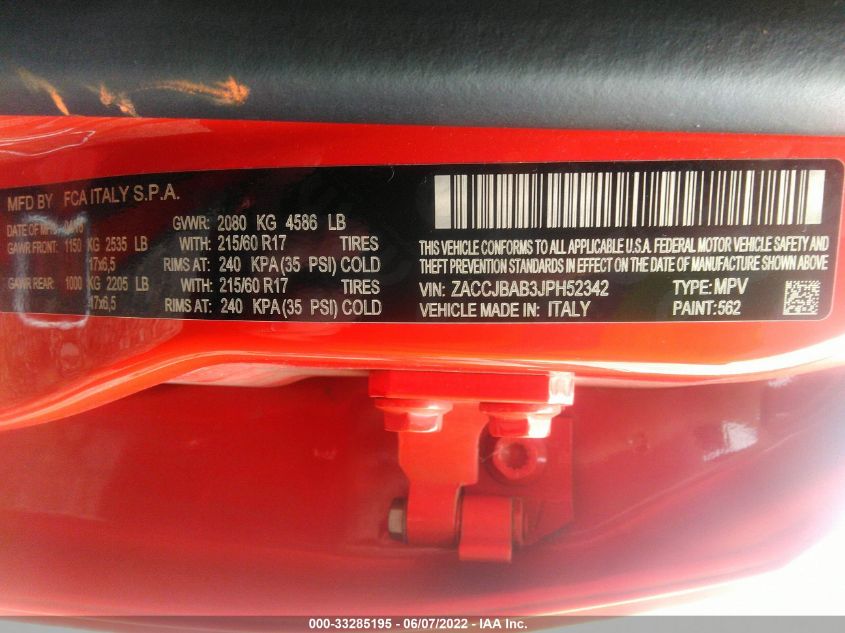 MFD BY FCA ITALY S.P.A.
DATE OF MFG
GVWR: 2080 KG 4586 LB
GAWR FRONT: 1150 KG 2535 LB WITH: 215/60 R17 TIRES
17x6,5 RIMS AT: 240 KPA (35 PSI) COLD
GAWR REAR: 1000 KG 2205 LB WITH: 215/60 R17 TIRES
17x6,5 RIMS AT: 240 KPA (35 PSI) COLD
THIS VEHICLE CONFORMS TO ALL APPLICABLE U.S.A. FEDERAL MOTOR VEHICLE SAFETY AND
THEFT PREVENTION STANDARDS IN EFFECT ON THE DATE OF MANUFACTURE SHOWN ABOVE
VIN: ZACCJBAB3JPH52342 TYPE: MPV
VEHICLE MADE IN: ITALY PAINT: 562
000-33285195 - 06/07/2022 - IAA Inc.